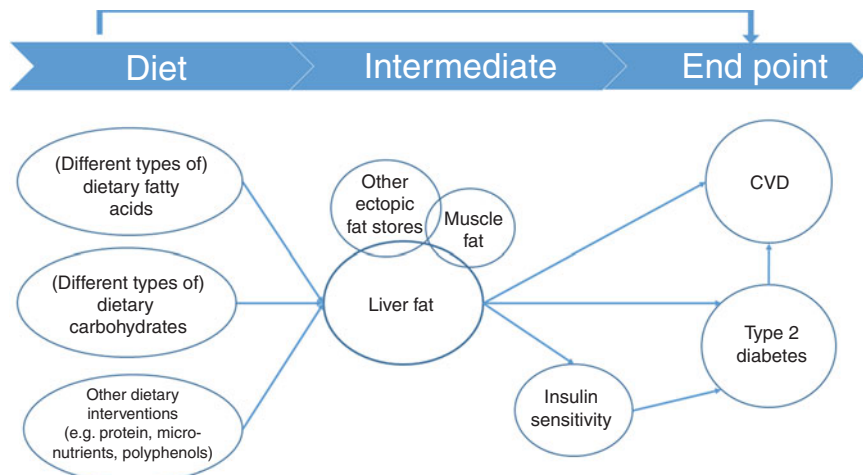 Diet
Intermediate
End point
(Different types of)
dietary fatty
acids
Other
ectopic
fat stores
Muscle
fat
CVD
(Different types of)
dietary
carbohydrates
Liver fat
Type 2
diabetes
Other dietary
interventions
(e.g. protein, micro-
nutrients, polyphenols)
Insulin
sensitivity